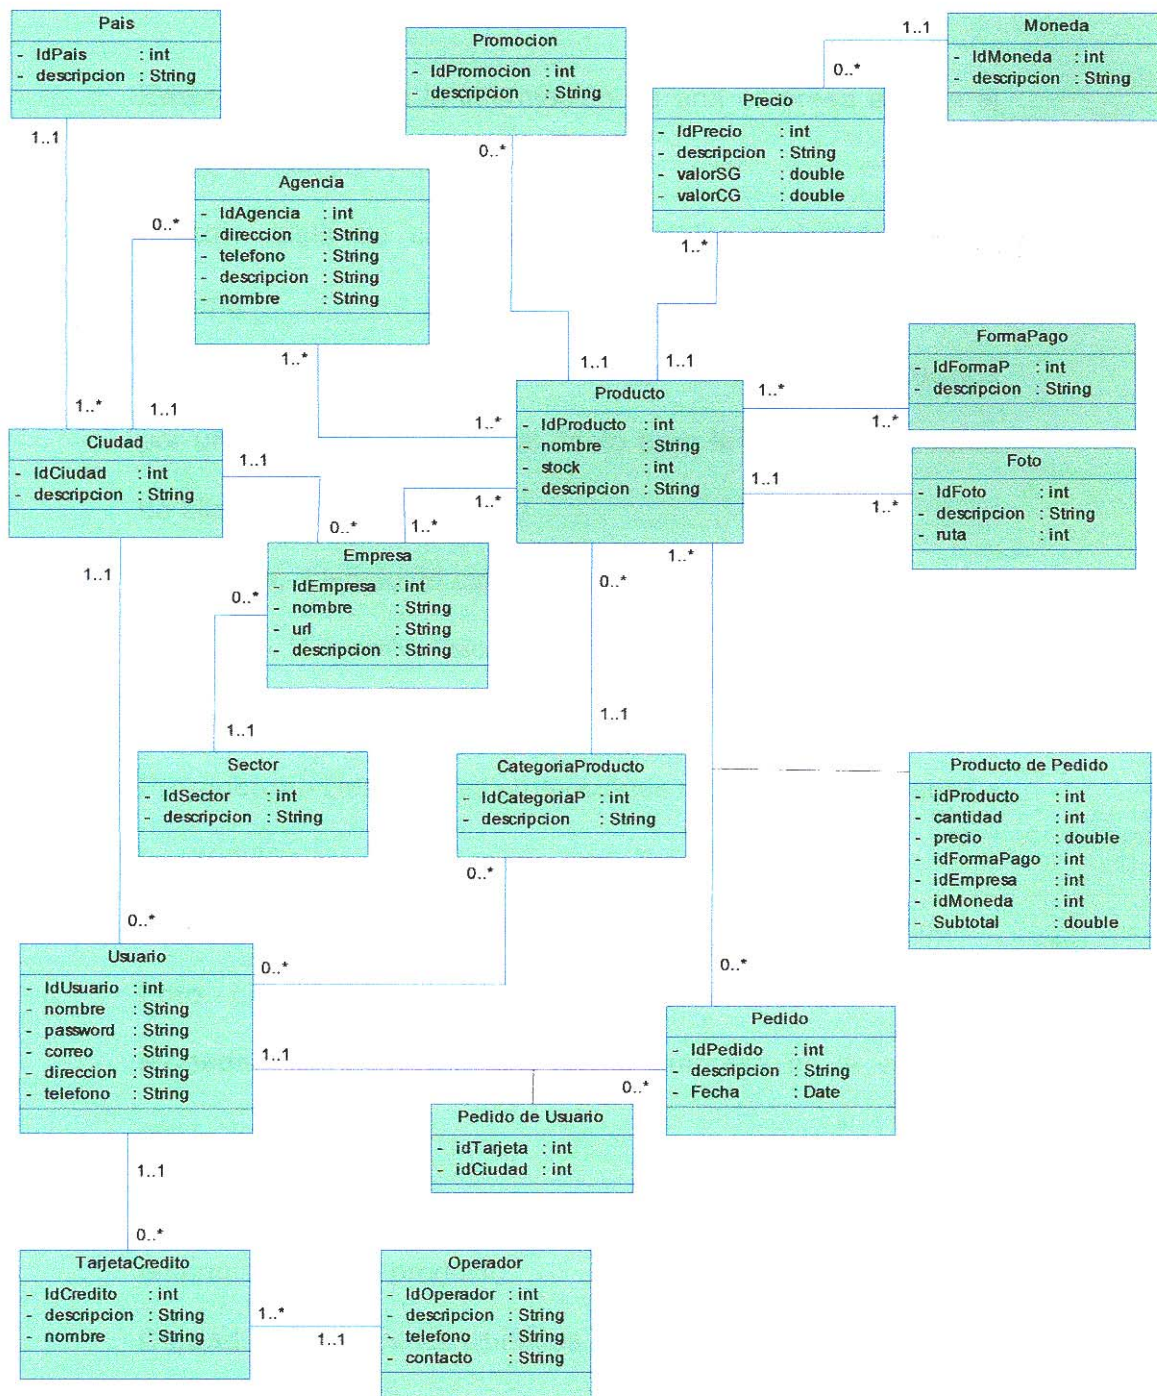 Pais
- IdPais : int
- descripcion : String
Promocion
- IdPromocion : int
- descripcion : String
Moneda
- IdMoneda : int
- descripcion : String
1..1
0..*
Precio
- IdPrecio : int
- descripcion : String
- valorSG : double
- valorCG : double
1..1
0..*
Agencia
- IdAgencia : int
- direccion : String
- telefono : String
- descripcion : String
- nombre : String
0..*
1..*
1..*
1..1
1..1
FormaPago
- IdFormaP : int
- descripcion : String
Producto
- IdProducto : int
- nombre : String
- stock : int
- descripcion : String
1..*
1..*
1..*
1..1
1..*
Ciudad
- IdCiudad : int
- descripcion : String
1..1
Foto
- IdFoto : int
- descripcion : String
- ruta : int
1..1
1..*
1..*
0..*
1..*
1..1
0..*
1..*
Empresa
- IdEmpresa : int
- nombre : String
- url : String
- descripcion : String
0..*
1..1
1..1
Sector
- IdSector : int
- descripcion : String
CategoriaProducto
- IdCategoriaP : int
- descripcion : String
Producto de Pedido
- idProducto : int
- cantidad : int
- precio : double
- idFormaPago : int
- idEmpresa : int
- idMoneda : int
- Subtotal : double
0..*
0..*
0..*
0..*
Usuario
- IdUsuario : int
- nombre : String
- password : String
- correo : String
- direccion : String
- telefono : String
Pedido
- IdPedido : int
- descripcion : String
- Fecha : Date
1..1
0..*
Pedido de Usuario
- idTarjeta : int
- idCiudad : int
1..1
0..*
TarjetaCredito
- IdCredito : int
- descripcion : String
- nombre : String
1..*
1..1
Operador
- IdOperador : int
- descripcion : String
- telefono : String
- contacto : String